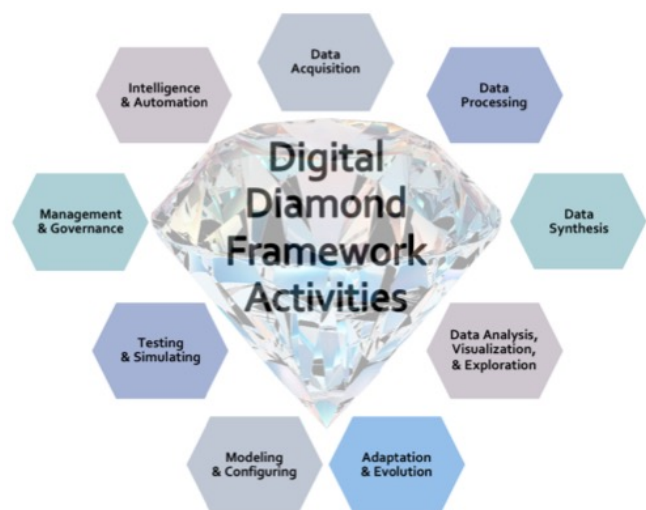 Data
Acquisition
Intelligence
& Automation
Data
Processing
Digital
Diamond
Framework
Activities
Management
& Governance
Data
Synthesis
Testing
& Simulating
Data Analysis,
Visualization,
& Exploration
Modeling
& Configuring
Adaptation
& Evolution